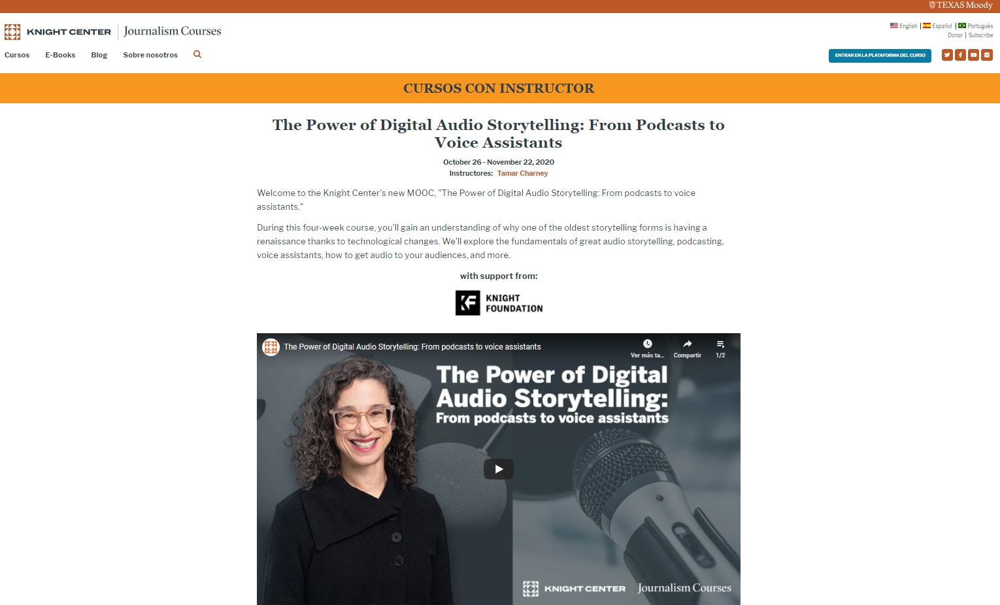 TEXAS Moody
KNIGHT CENTER | Journalism Courses
English | Español | Português
Donar | Subscribe
Cursos E-Books Blog Sobre nosotros
ENTRAR EN LA PLATAFORMA DEL CURSO
CURSOS CON INSTRUCTOR
The Power of Digital Audio Storytelling: From Podcasts to
Voice Assistants
October 26 - November 22, 2020
Instructores: Tamar Charney
Welcome to the Knight Center's new MOOC, "The Power of Digital Audio Storytelling: From podcasts to voice
assistants."
During this four-week course, you'll gain an understanding of why one of the oldest storytelling forms is having a
renaissance thanks to technological changes. We'll explore the fundamentals of great audio storytelling, podcasting,
voice assistants, how to get audio to your audiences, and more.
with support from:
KF KNIGHT
FOUNDATION
The Power of Digital Audio Storytelling: From podcasts to voice assistants
Ver más ta... Compartir 1/2
The Power of Digital
Audio Storytelling:
From podcasts to voice assistants
KNIGHT CENTER | Journalism Courses